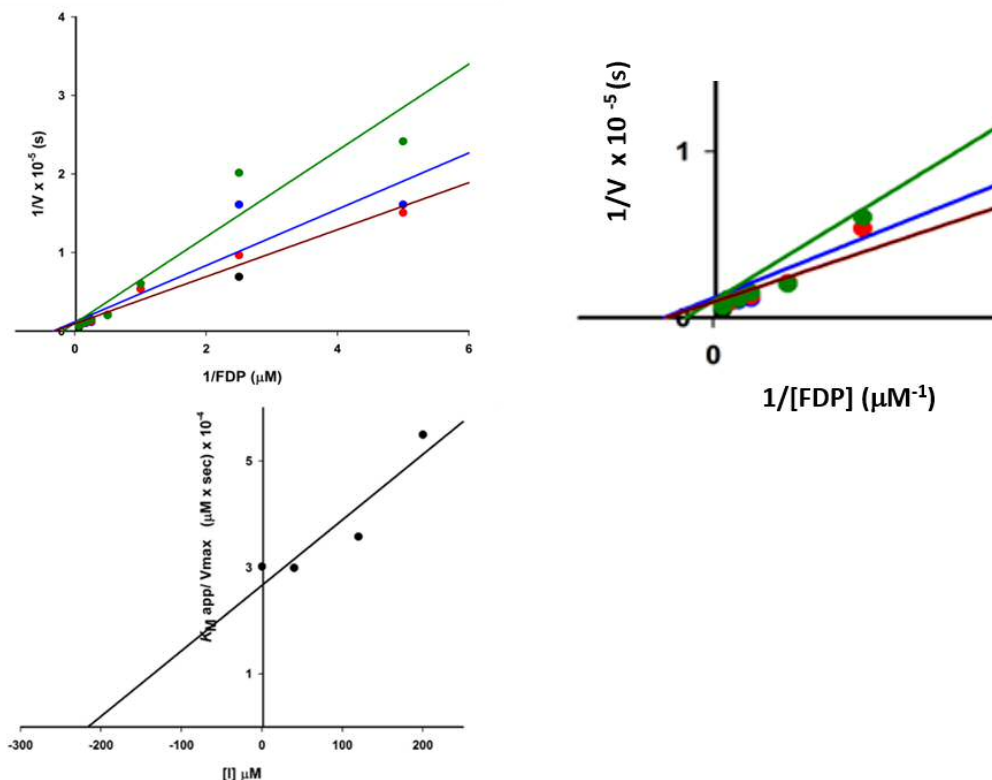 4
3
2
1
0
1/V x 10⁻⁵ (s)
0 2 4 6
1/FDP (µM)
1/V x 10 ⁻⁵ (s)
1
0
0
1/[FDP] (µM⁻¹)
K_M app/ Vmax (µM x sec) x 10⁻⁴
5
3
1
-300 -200 -100 0 100 200
[I] µM